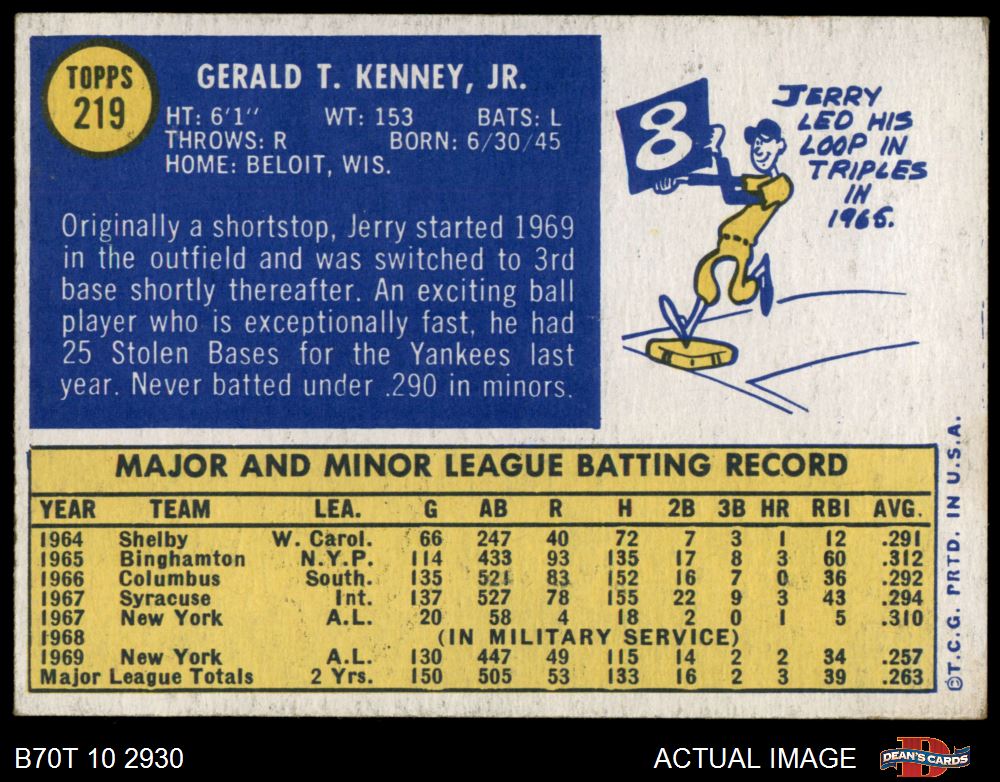 TOPPS
219
GERALD T. KENNEY, JR.
HT: 6'1" WT: 153 BATS: L
THROWS: R BORN: 6/30/45
HOME: BELOIT, WIS.
Originally a shortstop, Jerry started 1969
in the outfield and was switched to 3rd
base shortly thereafter. An exciting ball
player who is exceptionally fast, he had
25 Stolen Bases for the Yankees last
year. Never batted under .290 in minors.
8
JERRY
LED HIS
LOOP IN
TRIPLES
IN
1965.
MAJOR AND MINOR LEAGUE BATTING RECORD
YEAR TEAM LEA. G AB R H 2B 3B HR RBI AVG.
1964 Shelby W. Carol. 66 247 40 72 7 3 1 12 .291
1965 Binghamton N.Y.P. 114 433 93 135 17 8 3 60 .312
1966 Columbus South. 135 521 83 152 16 7 0 36 .292
1967 Syracuse Int. 137 527 78 155 22 9 3 43 .294
1967 New York A.L. 20 58 4 18 2 0 1 5 .310
1968 (IN MILITARY SERVICE)
1969 New York A.L. 130 447 49 115 14 2 2 34 .257
Major League Totals 2 Yrs. 150 505 53 133 16 2 3 39 .263
©T.C.G. PRTD. IN U.S.A.
B70T 10 2930
ACTUAL IMAGE
DEAN'S CARDS